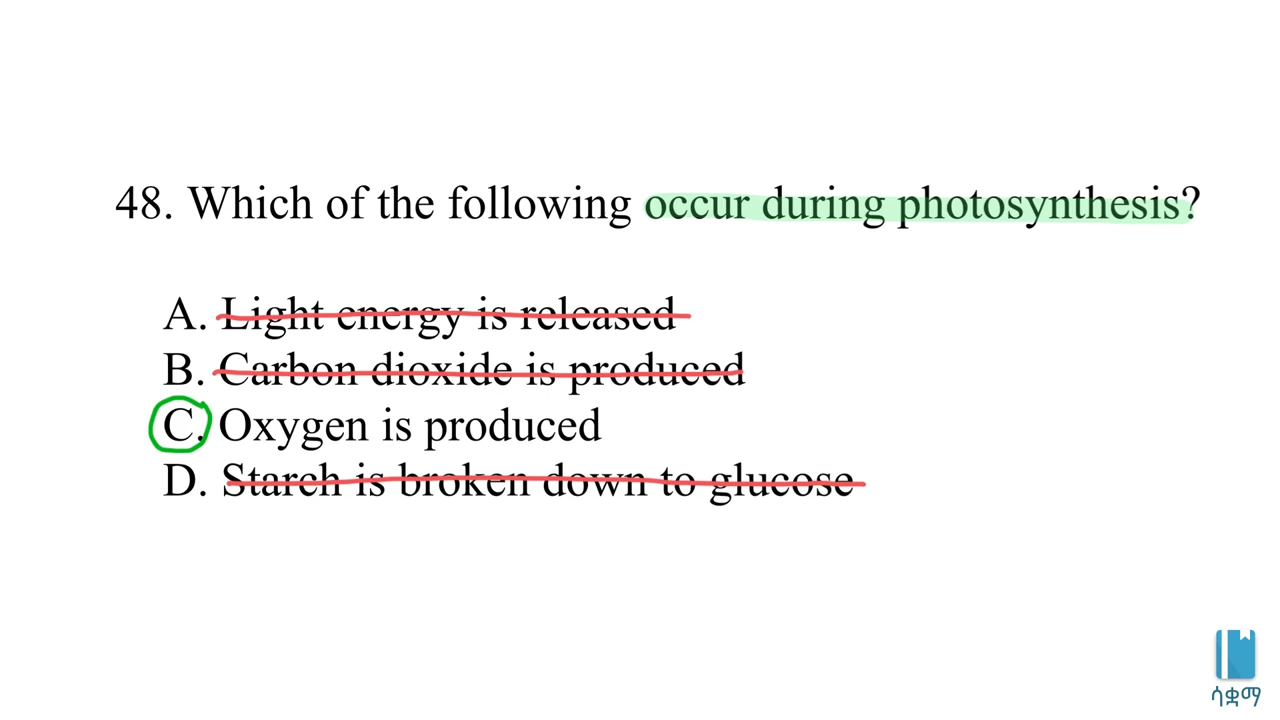 48. Which of the following occur during photosynthesis?
A. Light energy is released
B. Carbon dioxide is produced
C. Oxygen is produced
D. Starch is broken down to glucose
ሳቋማ